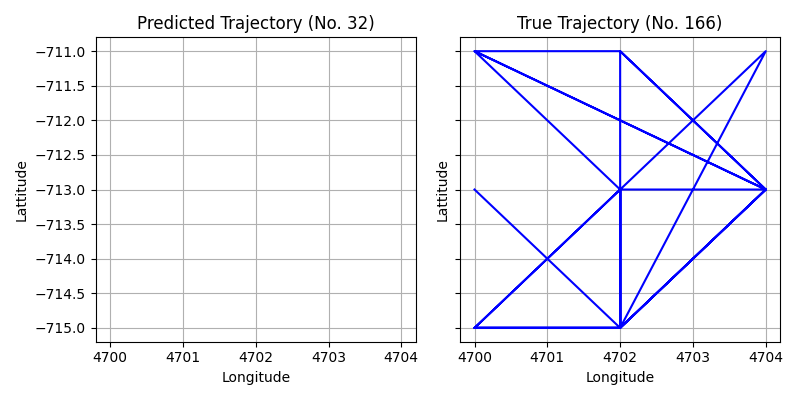 Predicted Trajectory (No. 32)
True Trajectory (No. 166)
Lattitude
−711.0
−711.5
−712.0
−712.5
−713.0
−713.5
−714.0
−714.5
−715.0
4700 4701 4702 4703 4704
Longitude
Lattitude
4700 4701 4702 4703 4704
Longitude